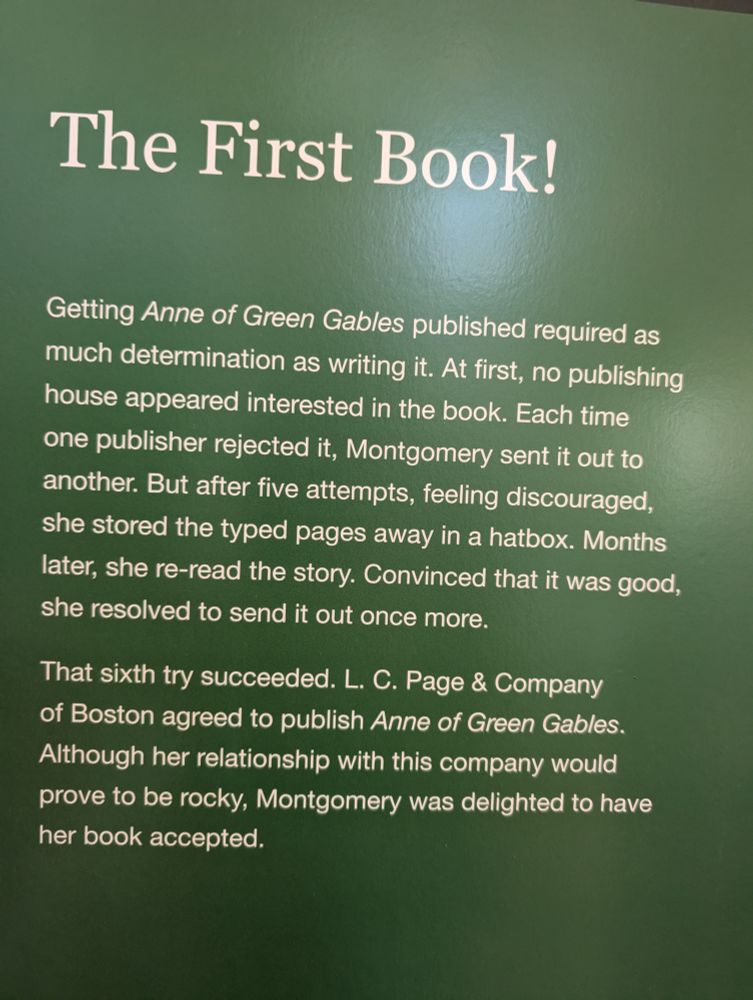 The First Book!
Getting Anne of Green Gables published required as
much determination as writing it. At first, no publishing
house appeared interested in the book. Each time
one publisher rejected it, Montgomery sent it out to
another. But after five attempts, feeling discouraged,
she stored the typed pages away in a hatbox. Months
later, she re-read the story. Convinced that it was good,
she resolved to send it out once more.
That sixth try succeeded. L. C. Page & Company
of Boston agreed to publish Anne of Green Gables.
Although her relationship with this company would
prove to be rocky, Montgomery was delighted to have
her book accepted.